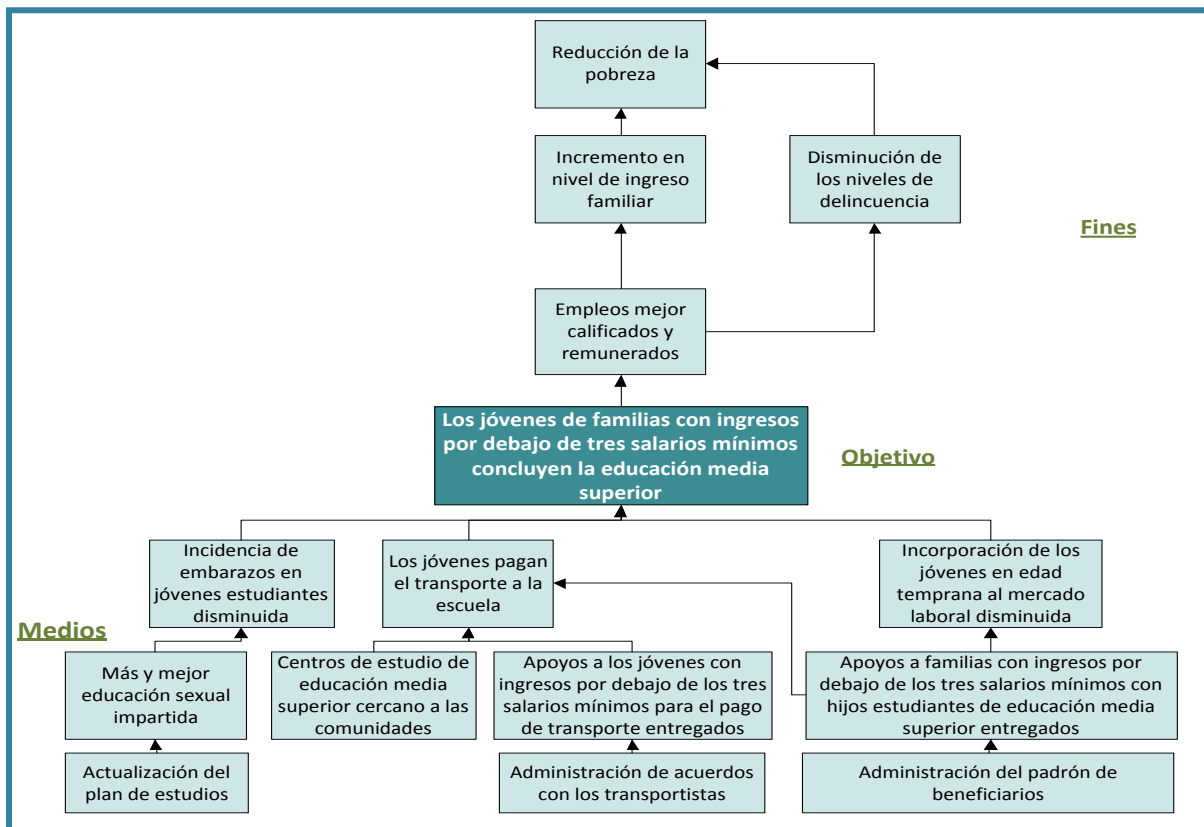 Reducción de la
pobreza
Incremento en
nivel de ingreso
familiar
Disminución de
los niveles de
delincuencia
Fines
Empleos mejor
calificados y
remunerados
Los jóvenes de familias con ingresos
por debajo de tres salarios mínimos
concluyen la educación media
superior
Objetivo
Incidencia de
embarazos en
jóvenes estudiantes
disminuida
Los jóvenes pagan
el transporte a la
escuela
Incorporación de los
jóvenes en edad
temprana al mercado
laboral disminuida
Medios
Más y mejor
educación sexual
impartida
Centros de estudio de
educación media
superior cercano a las
comunidades
Apoyos a los jóvenes con
ingresos por debajo de los tres
salarios mínimos para el pago
de transporte entregados
Apoyos a familias con ingresos por
debajo de los tres salarios mínimos con
hijos estudiantes de educación media
superior entregados
Actualización del
plan de estudios
Administración de acuerdos
con los transportistas
Administración del padrón de
beneficiarios